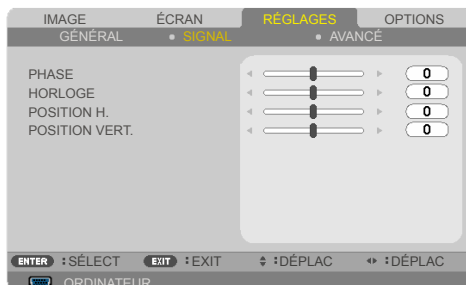 IMAGE ÉCRAN RÉGLAGES OPTIONS
GÉNÉRAL • SIGNAL • AVANCÉ
PHASE 0
HORLOGE 0
POSITION H. 0
POSITION VERT. 0
ENTER :SÉLECT EXIT :EXIT :DÉPLAC :DÉPLAC
ORDINATEUR